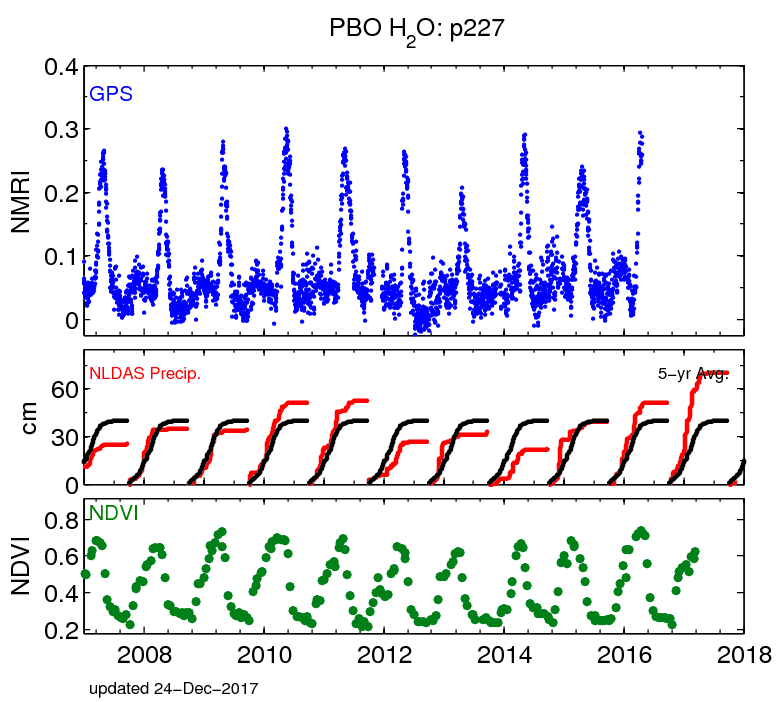 PBO H2O: p227
GPS
NMRI
0.4
0.3
0.2
0.1
0
NLDAS Precip.
5-yr Avg.
cm
60
30
0
NDVI
NDVI
0.8
0.6
0.4
0.2
2008 2010 2012 2014 2016 2018
updated 24-Dec-2017